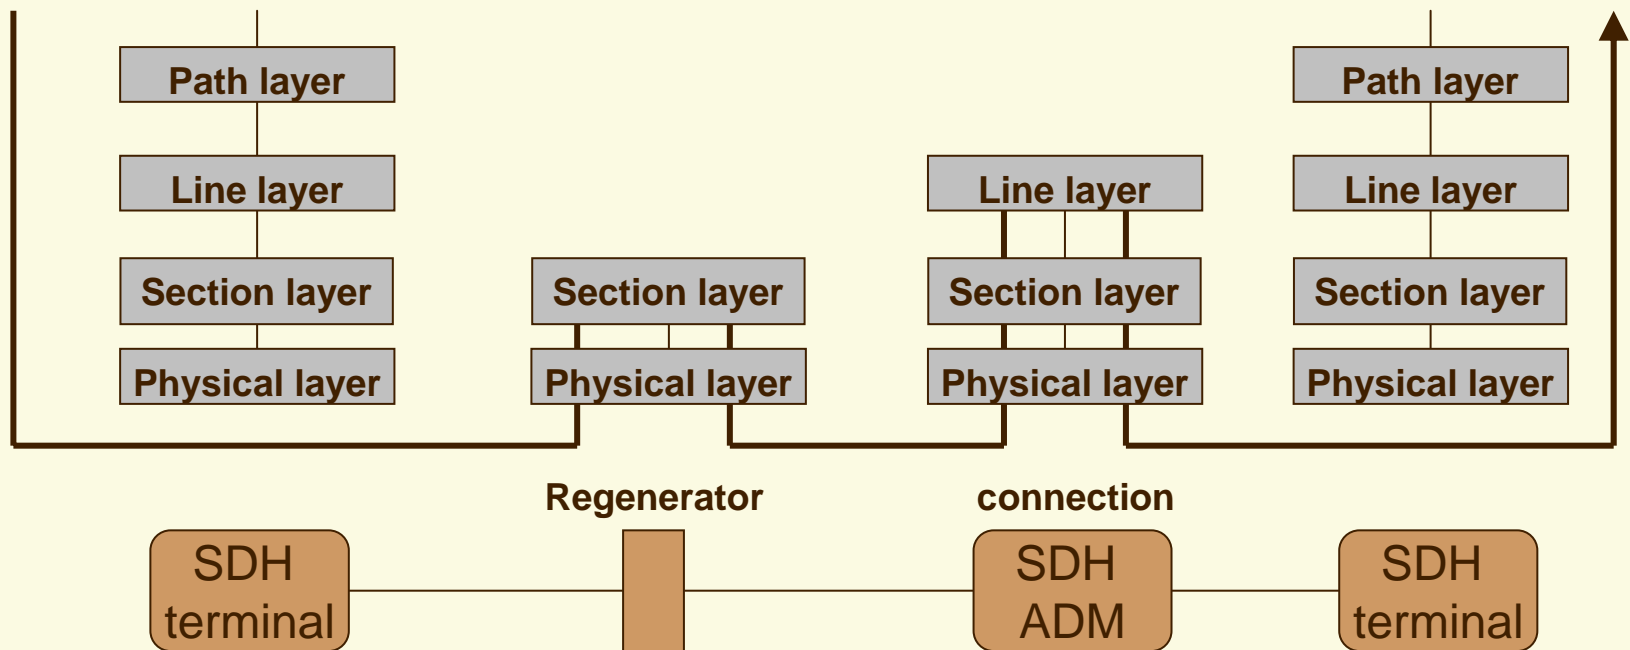 Path layer
Path layer
Line layer
Line layer
Line layer
Section layer
Section layer
Section layer
Section layer
Physical layer
Physical layer
Physical layer
Physical layer
Regenerator
connection
SDH
terminal
SDH
ADM
SDH
terminal